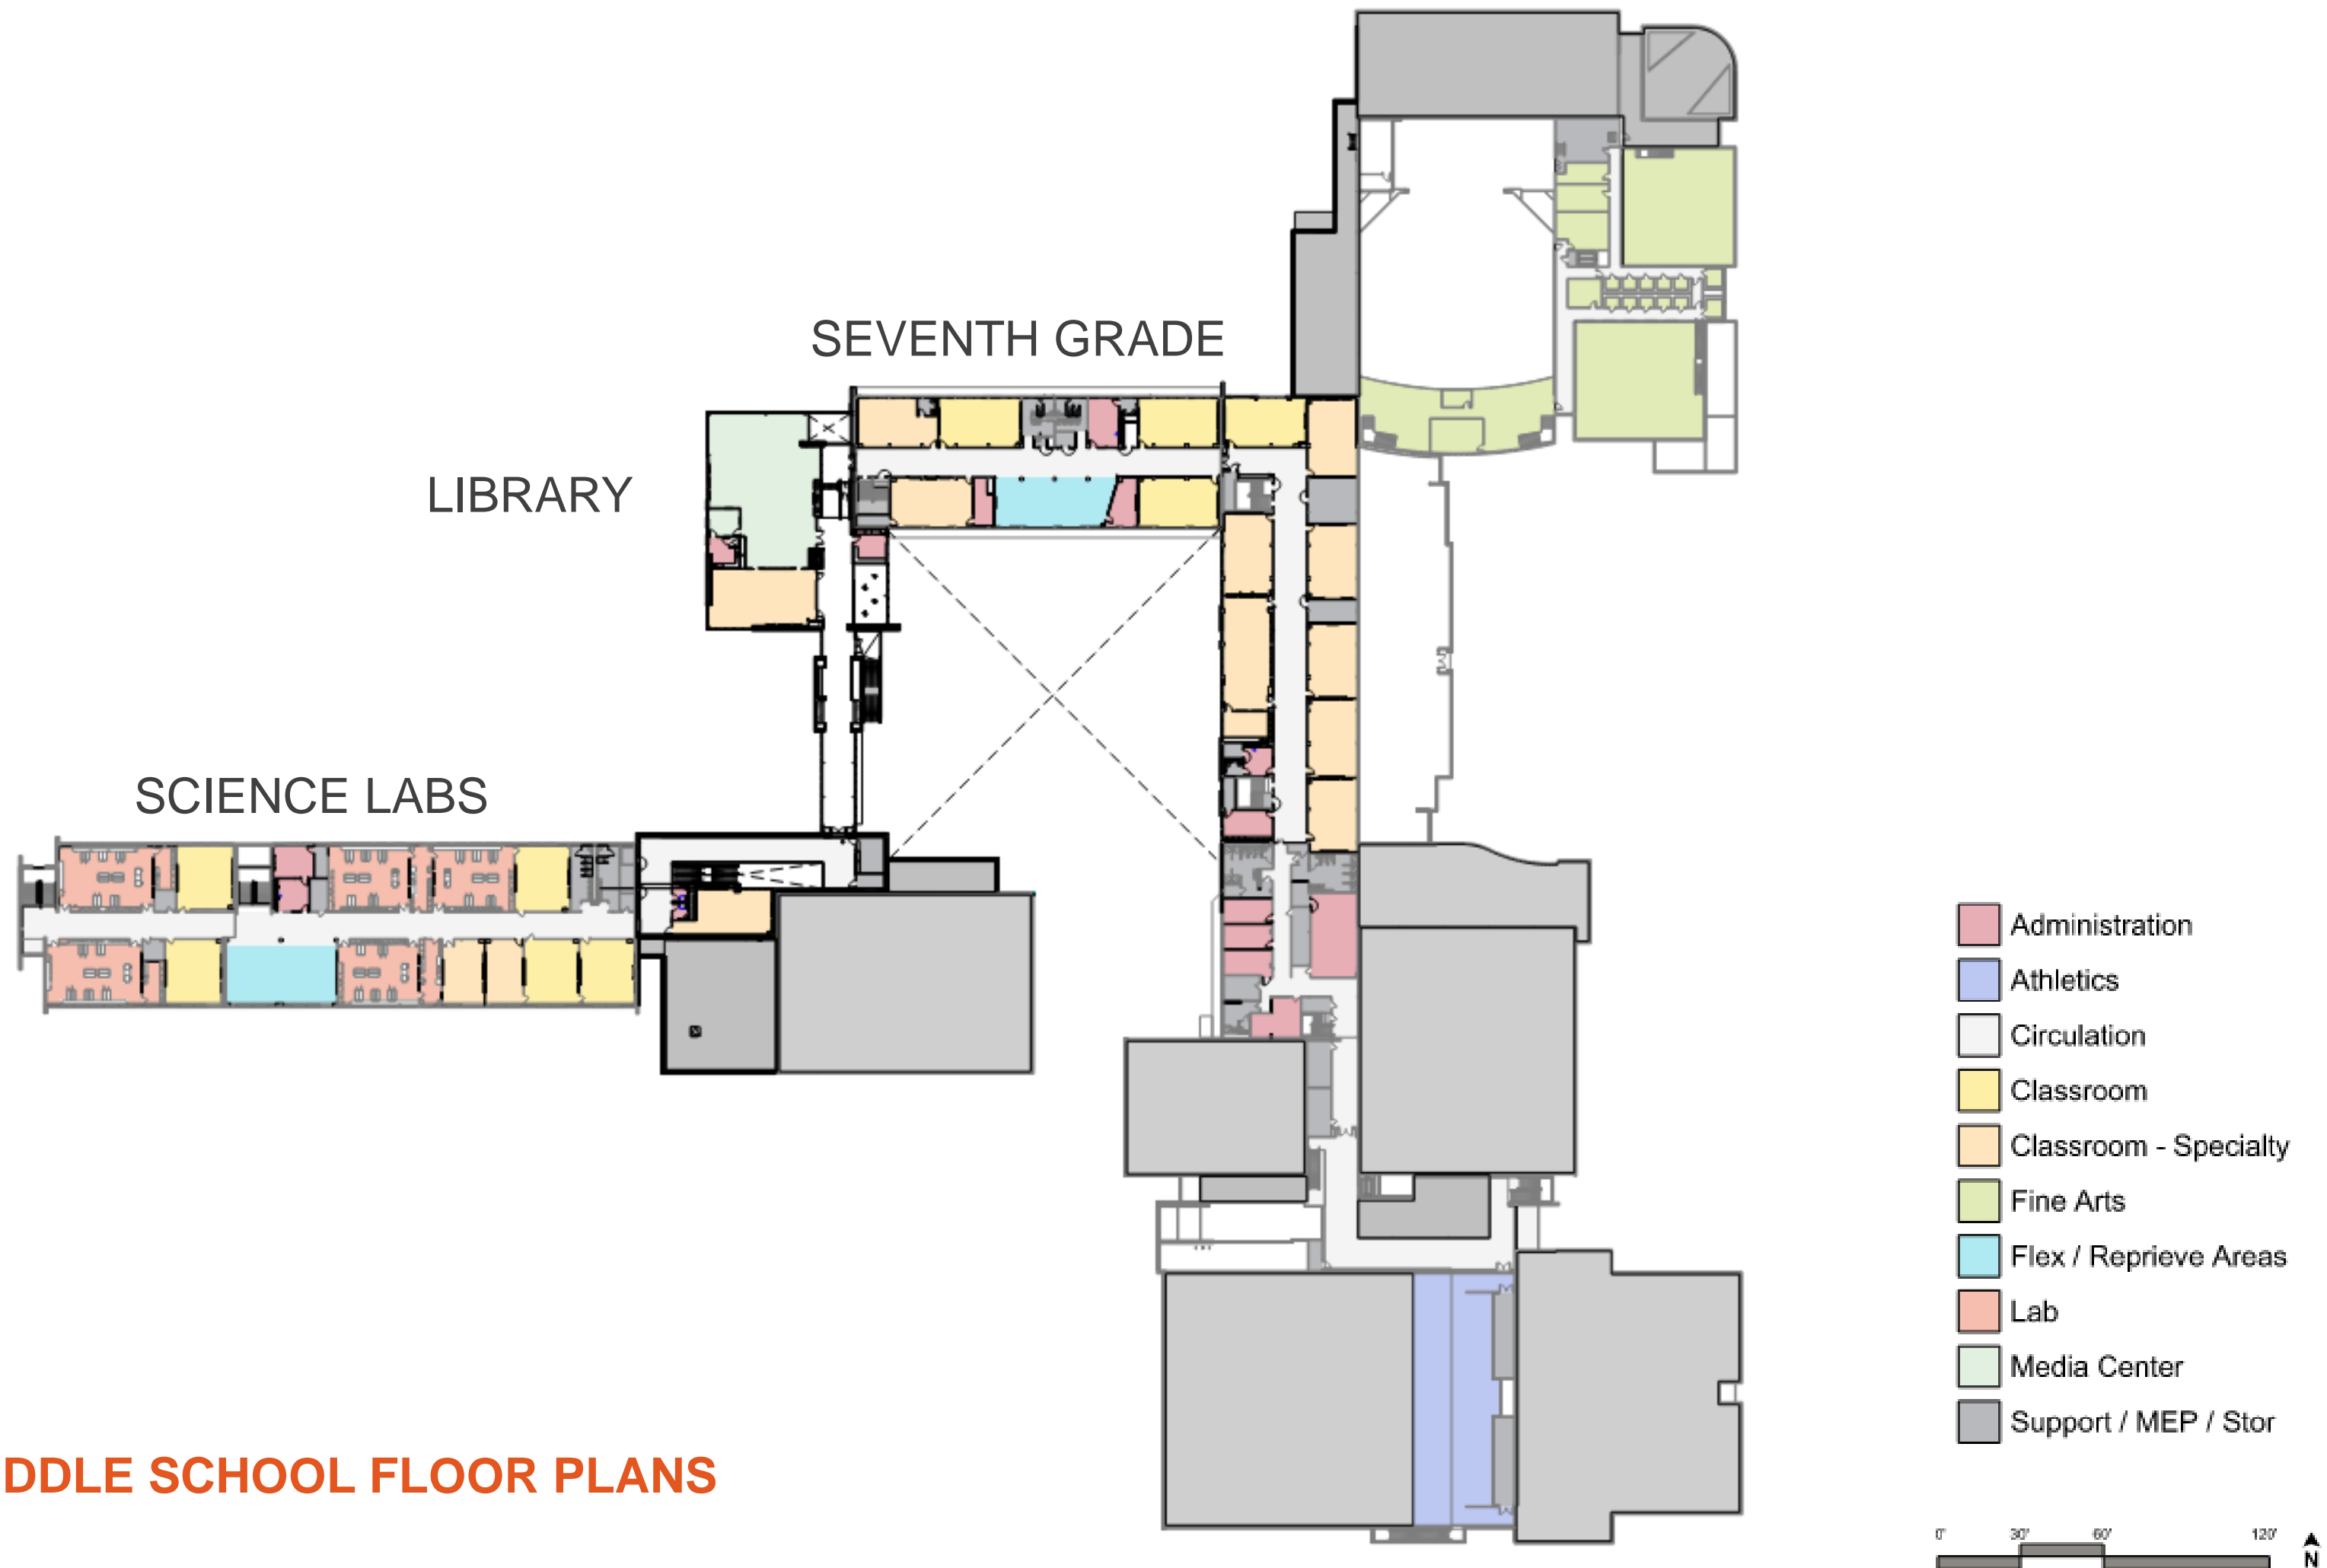 SEVENTH GRADE
LIBRARY
SCIENCE LABS
Administration
Athletics
Circulation
Classroom
Classroom - Specialty
Fine Arts
Flex / Reprieve Areas
Lab
Media Center
Support / MEP / Stor
DDLE SCHOOL FLOOR PLANS
0' 30' 60' 120'
N